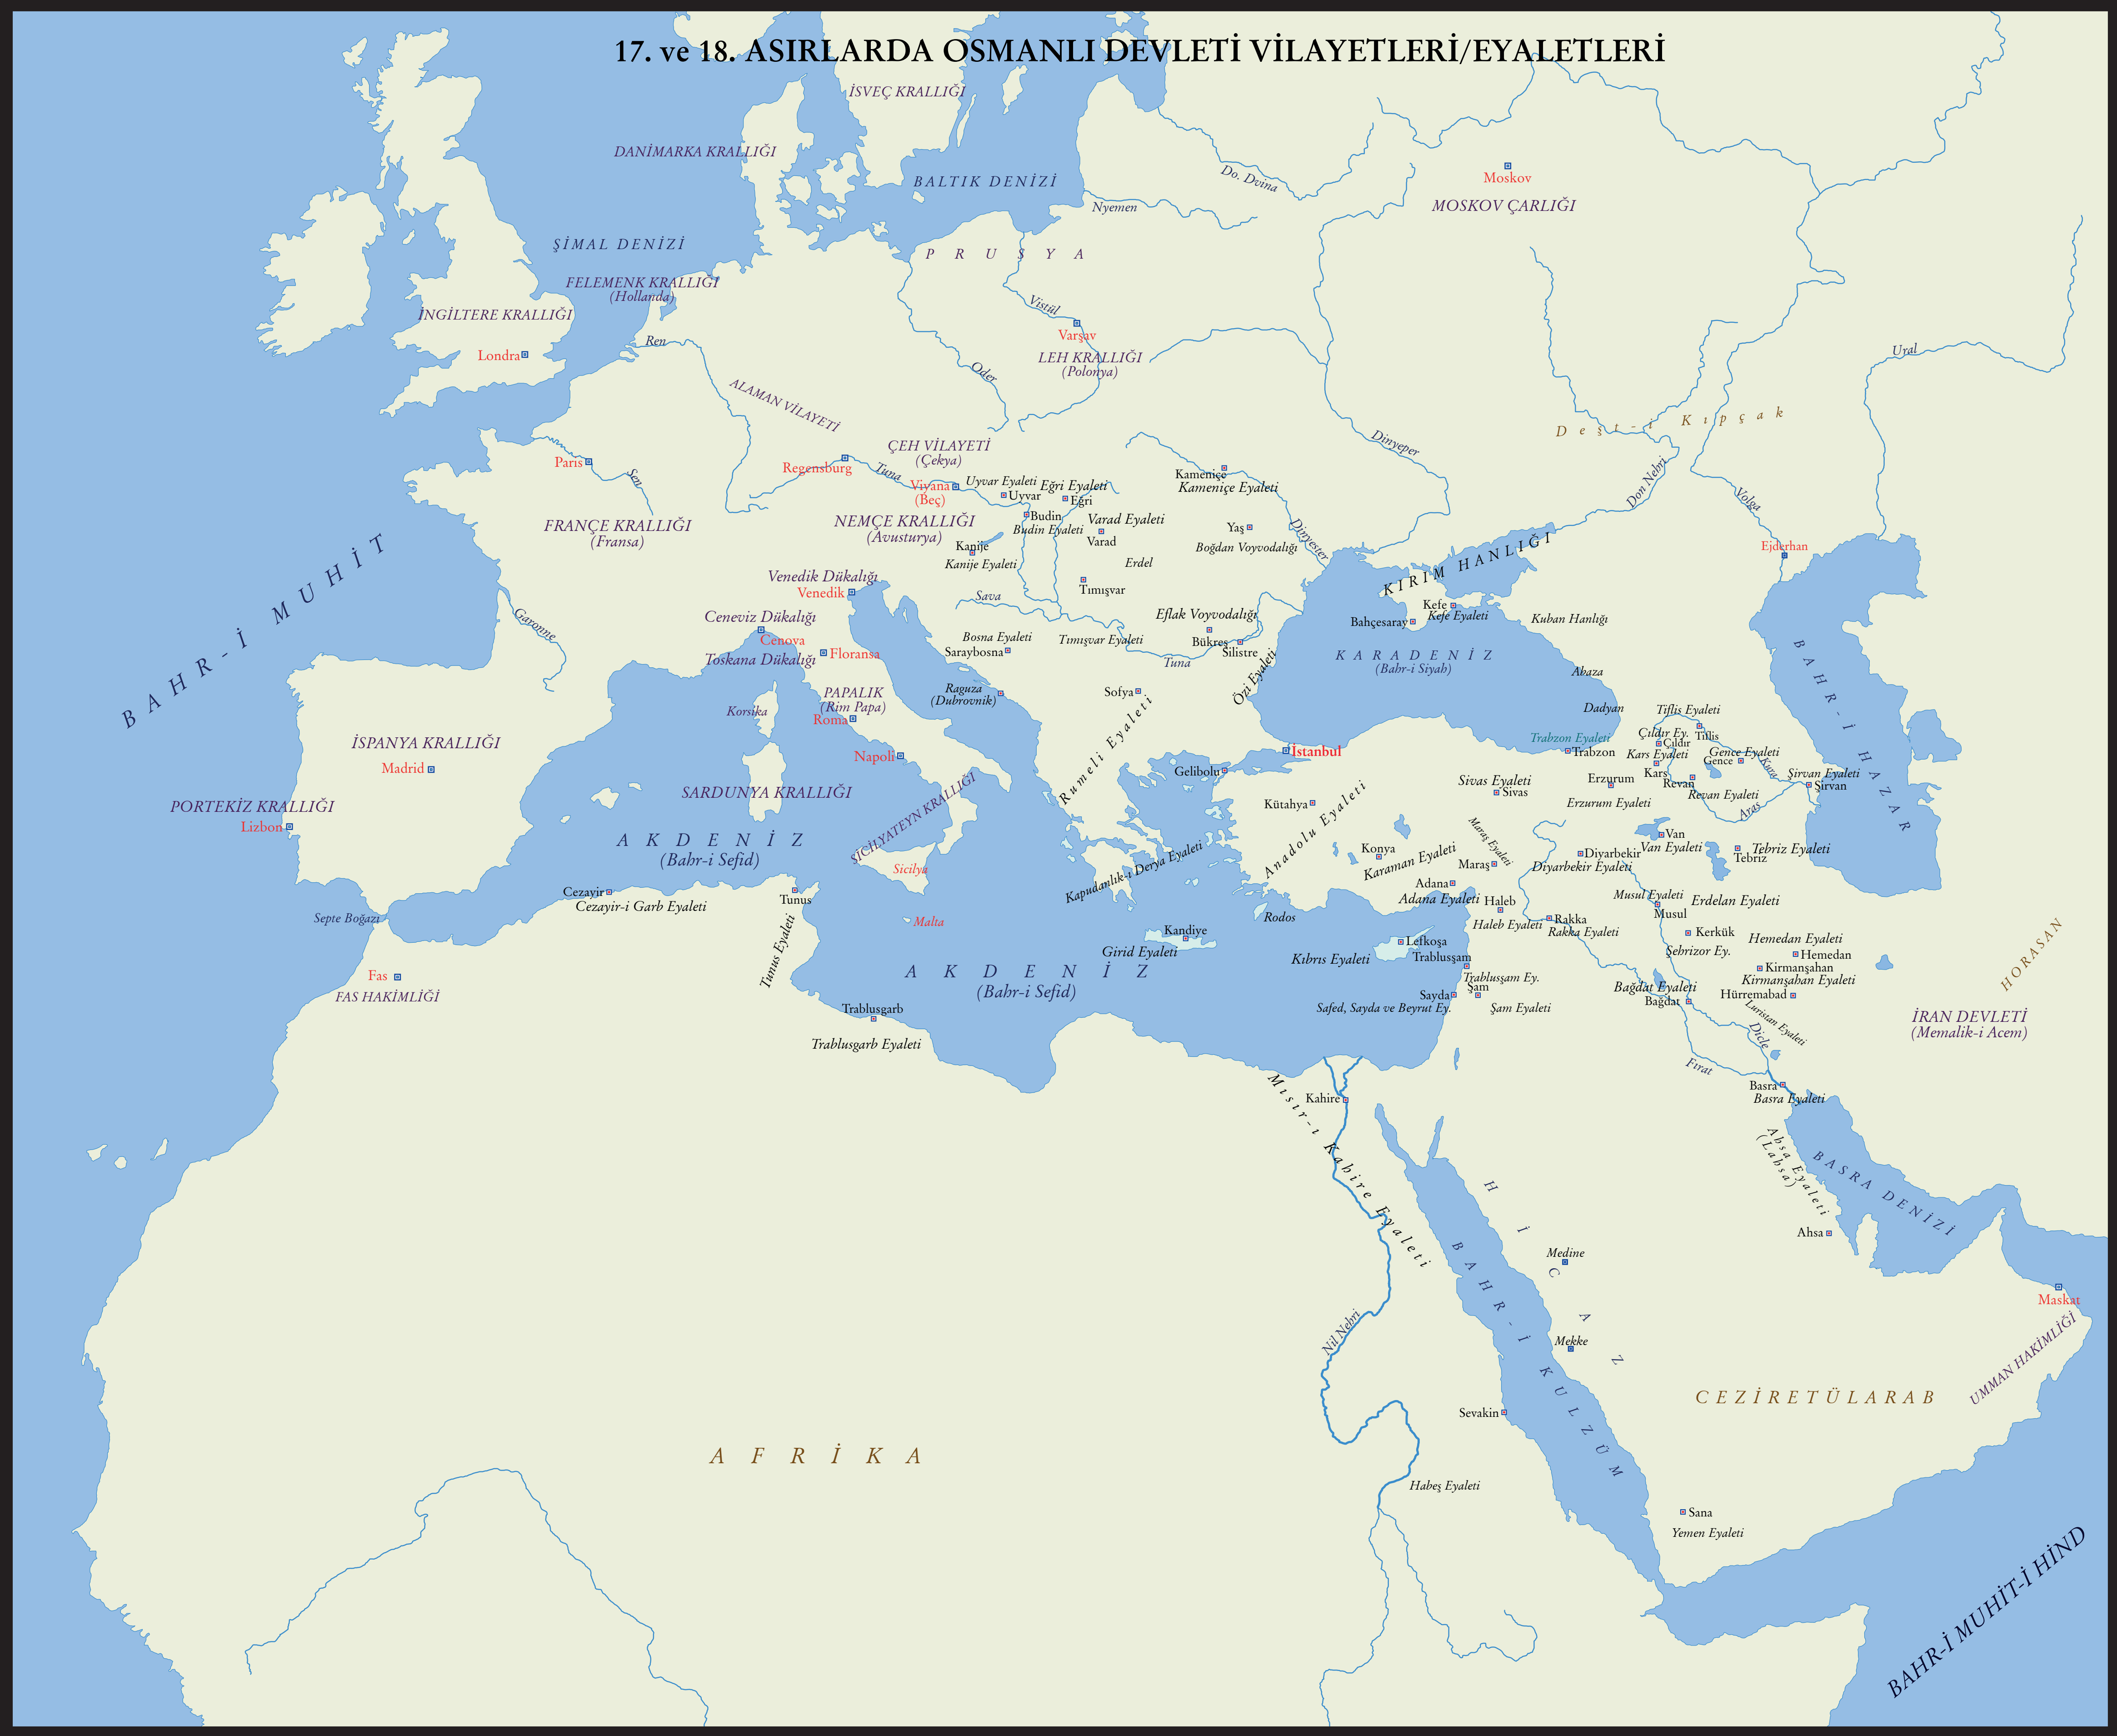 17. ve 18. ASIRLARDA OSMANLI DEVLETİ VİLAYETLERİ/EYALETLERİ
İSVEÇ KRALLIĞI
DANİMARKA KRALLIĞI
BALTIK DENİZİ
Do. Dvina
Moskov
MOSKOV ÇARLIĞI
Nyemen
ŞİMAL DENİZİ
PRUSYA
FELEMENK KRALLIĞI
(Hollanda)
İNGİLTERE KRALLIĞI
Londra
Ren
Vistül
Varşav
LEH KRALLIĞI
(Polonya)
Oder
Ural
ALAMAN VİLAYETİ
Deşt-i Kıpçak
Dinyeper
ÇEH VİLAYETİ
(Çekya)
Paris
Sen
Regensburg
Tuna
Viyana
(Beç)
Uyvar Eyaleti
Uyvar
Eğri Eyaleti
Eğri
Kameniçe
Kameniçe Eyaleti
Don Nehri
Volga
FRANÇE KRALLIĞI
(Fransa)
NEMÇE KRALLIĞI
(Avusturya)
Budin
Budin Eyaleti
Varad Eyaleti
Varad
Yaş
Boğdan Voyvodalığı
Dinyester
KIRIM HANLIĞI
Ejderhan
BAHR-İ MUHİT
Kanije
Kanije Eyaleti
Erdel
Tımışvar
Venedik Dükalığı
Venedik
Sava
Ceneviz Dükalığı
Cenova
Garonne
Eflak Voyvodalığı
Bükreş
Silistre
Kefe
Kefe Eyaleti
Bahçesaray
Kuban Hanlığı
Bosna Eyaleti
Saraybosna
Tımışvar Eyaleti
Tuna
Floransa
Toskana Dükalığı
KARADENİZ
(Bahr-i Siyah)
Abaza
BAHR-İ HAZAR
Raguza
(Dubrovnik)
Sofya
Özi Eyaleti
PAPALIK
(Rim Papa)
Roma
Korsika
Dadyan
Tiflis Eyaleti
Tiflis
Çıldır Ey.
Çıldır
Trabzon Eyaleti
Trabzon
Kars Eyaleti
Kars
Gence Eyaleti
Gence
Kura
İSPANYA KRALLIĞI
Madrid
Napoli
Rumeli Eyaleti
İstanbul
Gelibolu
Sivas Eyaleti
Sivas
Erzurum
Erzurum Eyaleti
Revan
Revan Eyaleti
Şirvan Eyaleti
Şirvan
Aras
PORTEKİZ KRALLIĞI
Lizbon
SARDUNYA KRALLIĞI
SİCİLYATEYN KRALLIĞI
Kütahya
Anadolu Eyaleti
AKDENİZ
(Bahr-i Sefid)
Sicilya
Kapudanlık-ı Derya Eyaleti
Konya
Karaman Eyaleti
Maraş Eyaleti
Maraş
Diyarbekir
Diyarbekir Eyaleti
Van
Van Eyaleti
Tebriz Eyaleti
Tebriz
Cezayir
Cezayir-i Garb Eyaleti
Tunus
Tunus Eyaleti
Adana
Adana Eyaleti
Haleb
Haleb Eyaleti
Musul Eyaleti
Musul
Erdelan Eyaleti
Septe Boğazı
Malta
Rodos
Rakka
Rakka Eyaleti
Kerkük
Şehrizor Ey.
Hemedan Eyaleti
Hemedan
HORASAN
Kandiye
Girid Eyaleti
Lefkoşa
Kıbrıs Eyaleti
Trablusşam
Trablusşam Ey.
Kirmanşahan
Kirmanşahan Eyaleti
Fas
FAS HAKİMLİĞİ
AKDENİZ
(Bahr-i Sefid)
Şam
Şam Eyaleti
Sayda
Safed, Sayda ve Beyrut Ey.
Bağdat Eyaleti
Bağdat
Hürremabad
Luristan Eyaleti
Trablusgarb
Trablusgarb Eyaleti
İRAN DEVLETİ
(Memalik-i Acem)
Dicle
Fırat
Basra
Basra Eyaleti
Kahire
Mısır-ı Kahire Eyaleti
Ahsa Eyaleti
(Lahsa)
BASRA DENİZİ
Ahsa
HİCAZ
Medine
BAHR-İ KULZÜM
Maskat
UMMAN HAKİMLİĞİ
Nil Nehri
Mekke
CEZİRETÜLARAB
Sevakin
AFRİKA
Habeş Eyaleti
Sana
Yemen Eyaleti
BAHR-İ MUHİT-İ HİND